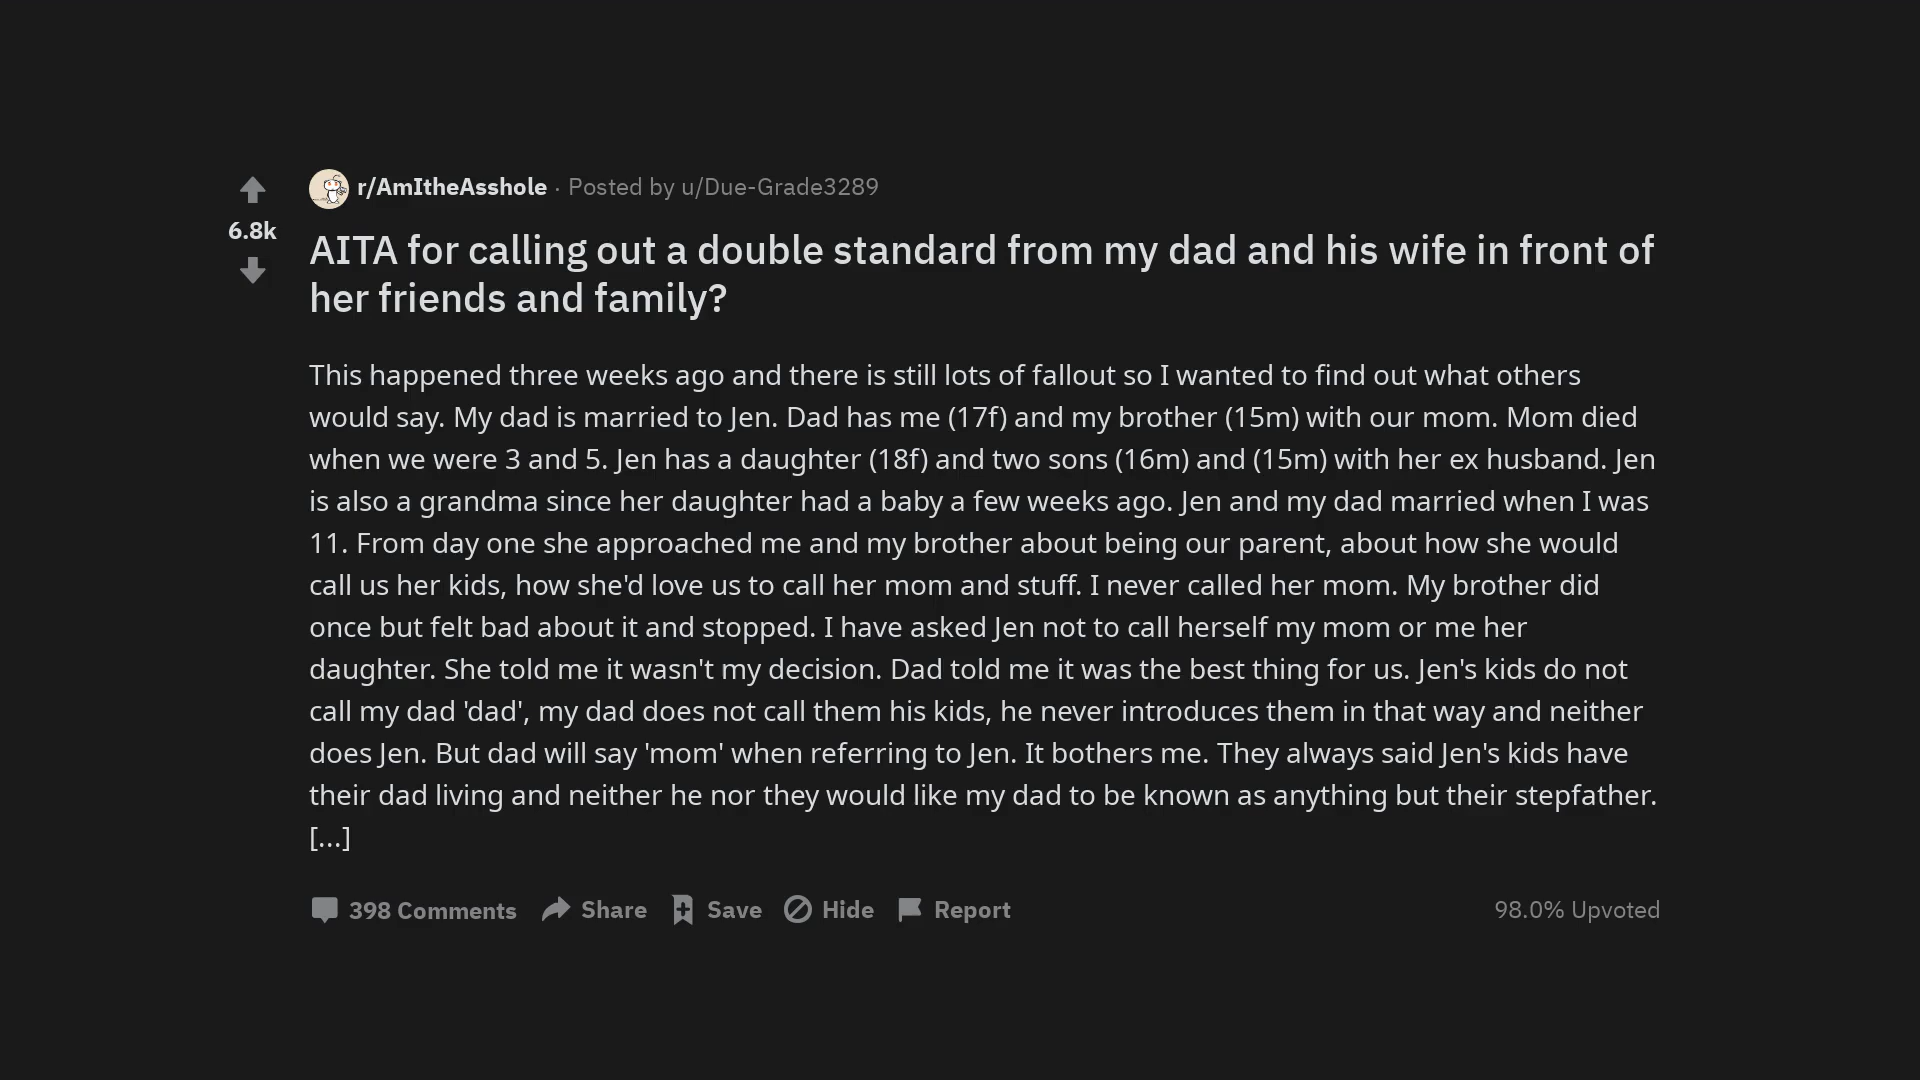 r/AmItheAsshole · Posted by u/Due-Grade3289
6.8k
AITA for calling out a double standard from my dad and his wife in front of
her friends and family?
This happened three weeks ago and there is still lots of fallout so I wanted to find out what others
would say. My dad is married to Jen. Dad has me (17f) and my brother (15m) with our mom. Mom died
when we were 3 and 5. Jen has a daughter (18f) and two sons (16m) and (15m) with her ex husband. Jen
is also a grandma since her daughter had a baby a few weeks ago. Jen and my dad married when I was
11. From day one she approached me and my brother about being our parent, about how she would
call us her kids, how she'd love us to call her mom and stuff. I never called her mom. My brother did
once but felt bad about it and stopped. I have asked Jen not to call herself my mom or me her
daughter. She told me it wasn't my decision. Dad told me it was the best thing for us. Jen's kids do not
call my dad 'dad', my dad does not call them his kids, he never introduces them in that way and neither
does Jen. But dad will say 'mom' when referring to Jen. It bothers me. They always said Jen's kids have
their dad living and neither he nor they would like my dad to be known as anything but their stepfather.
[...]
398 Comments Share Save Hide Report 98.0% Upvoted